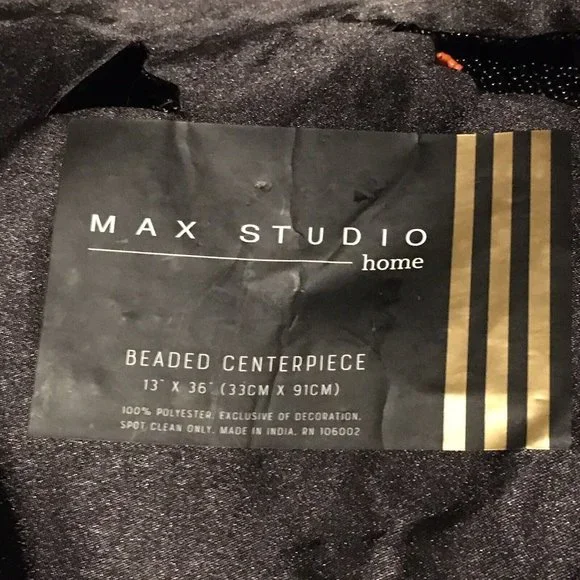 MAX STUDIO
home
BEADED CENTERPIECE
13" X 36" (33CM X 91CM)
100% POLYESTER. EXCLUSIVE OF DECORATION.
SPOT CLEAN ONLY. MADE IN INDIA. RN 106002